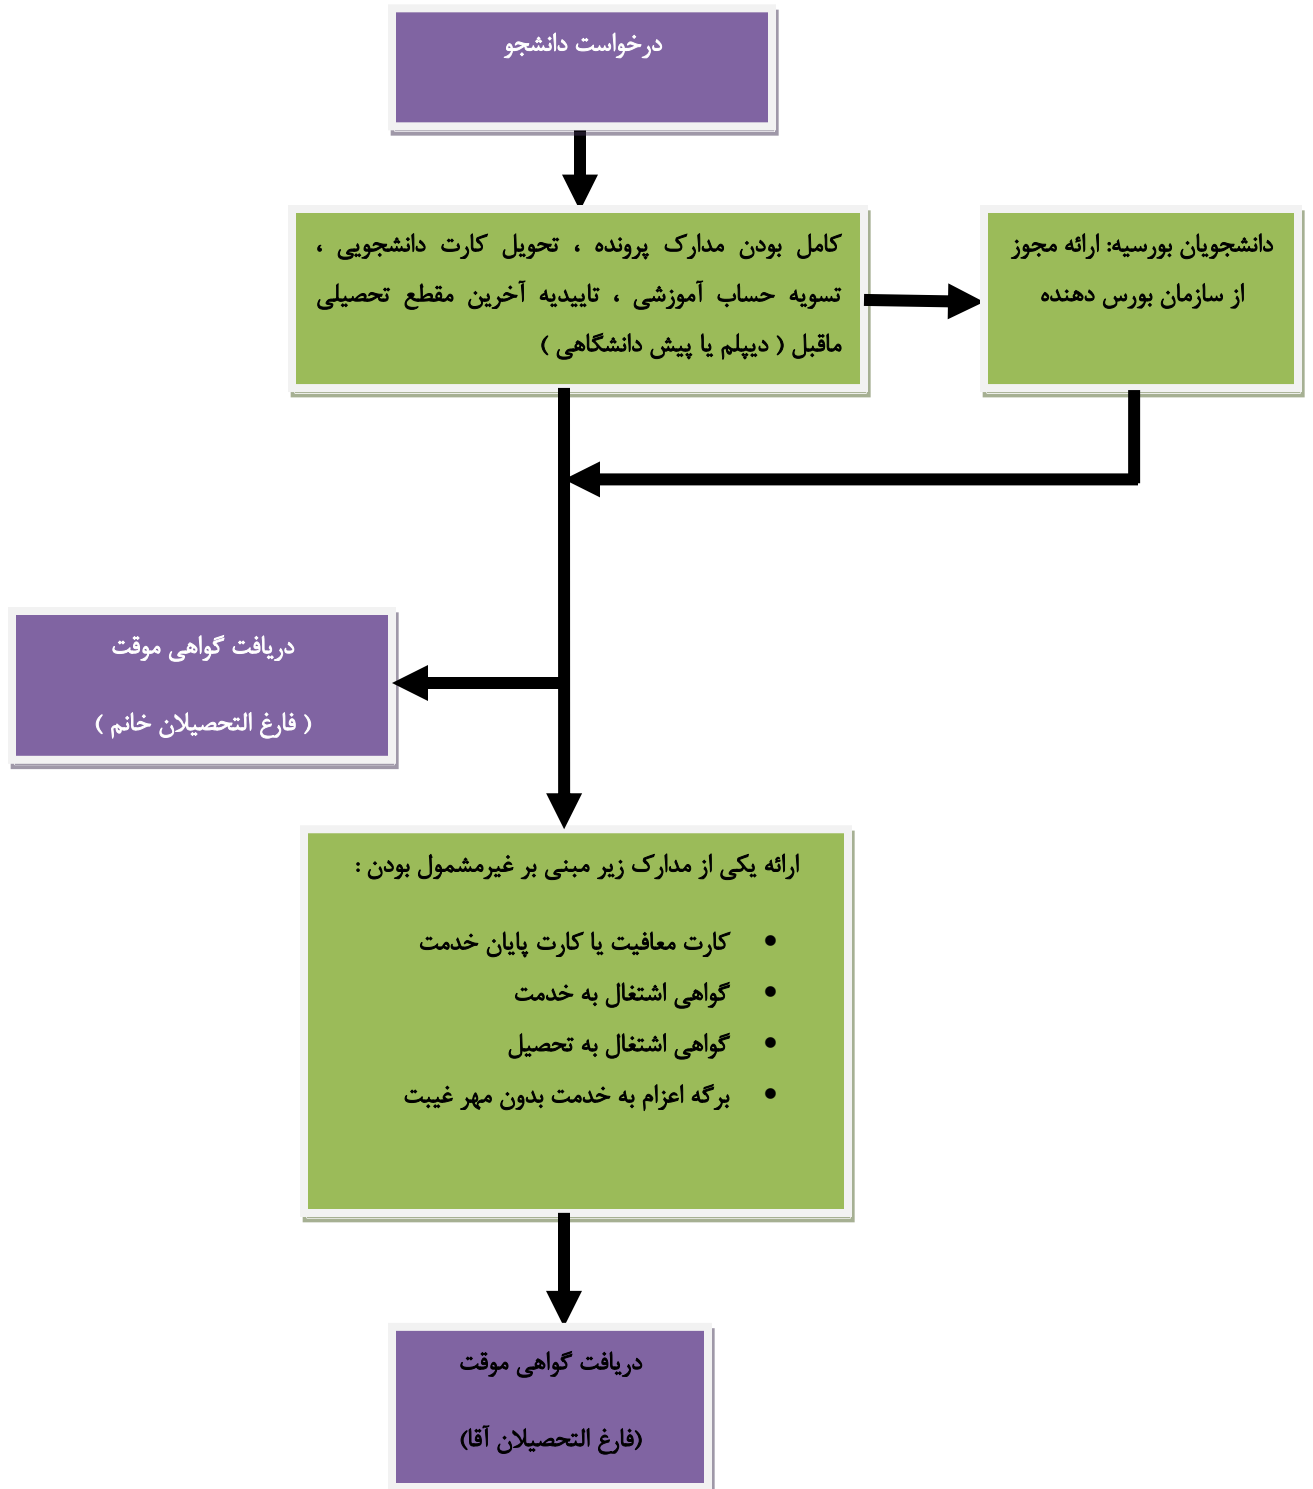 درخواست دانشجو
کامل بودن مدارک پرونده ، تحویل کارت دانشجویی ،
تسویه حساب آموزشی ، تاییدیه آخرین مقطع تحصیلی
ماقبل ( دیپلم یا پیش دانشگاهی )
دانشجویان بورسیه: ارائه مجوز
از سازمان بورس دهنده
دریافت گواهی موقت
( فارغ التحصیلان خانم )
ارائه یکی از مدارک زیر مبنی بر غیرمشمول بودن :
• کارت معافیت یا کارت پایان خدمت
• گواهی اشتغال به خدمت
• گواهی اشتغال به تحصیل
• برگه اعزام به خدمت بدون مهر غیبت
دریافت گواهی موقت
(فارغ التحصیلان آقا)